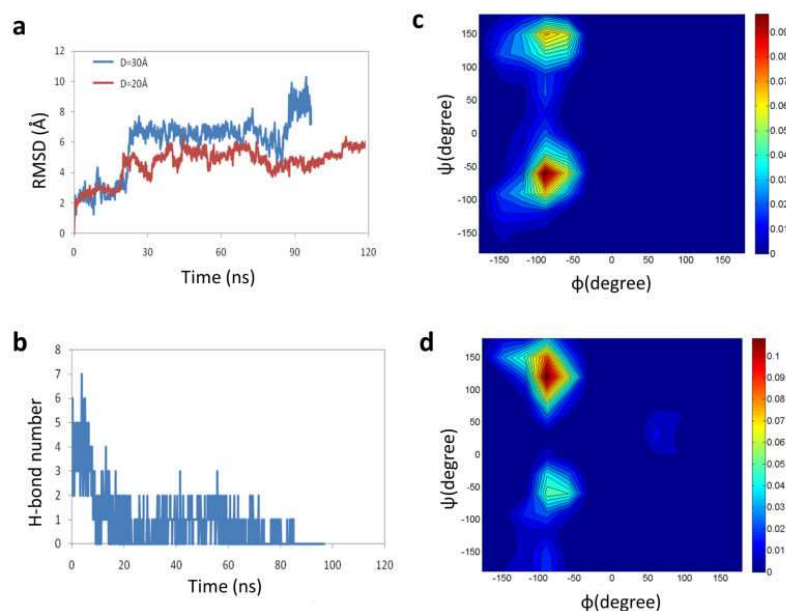 a
12
10
8
6
4
2
0
RMSD (Å)
D=30Å
D=20Å
0 30 60 90 120
Time (ns)
b
8
7
6
5
4
3
2
1
0
H-bond number
0 20 40 60 80 100 120
Time (ns)
c
150
100
50
0
-50
-100
-150
ψ(degree)
-150 -100 -50 0 50 100 150
ϕ(degree)
0.09
0.08
0.07
0.06
0.05
0.04
0.03
0.02
0.01
0
d
150
100
50
0
-50
-100
-150
ψ(degree)
-150 -100 -50 0 50 100 150
ϕ(degree)
0.1
0.09
0.08
0.07
0.06
0.05
0.04
0.03
0.02
0.01
0